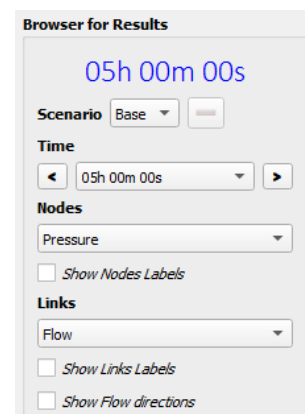 Browser for Results
05h 00m 00s
Scenario Base
Time
< 05h 00m 00s >
Nodes
Pressure
Show Nodes Labels
Links
Flow
Show Links Labels
Show Flow directions